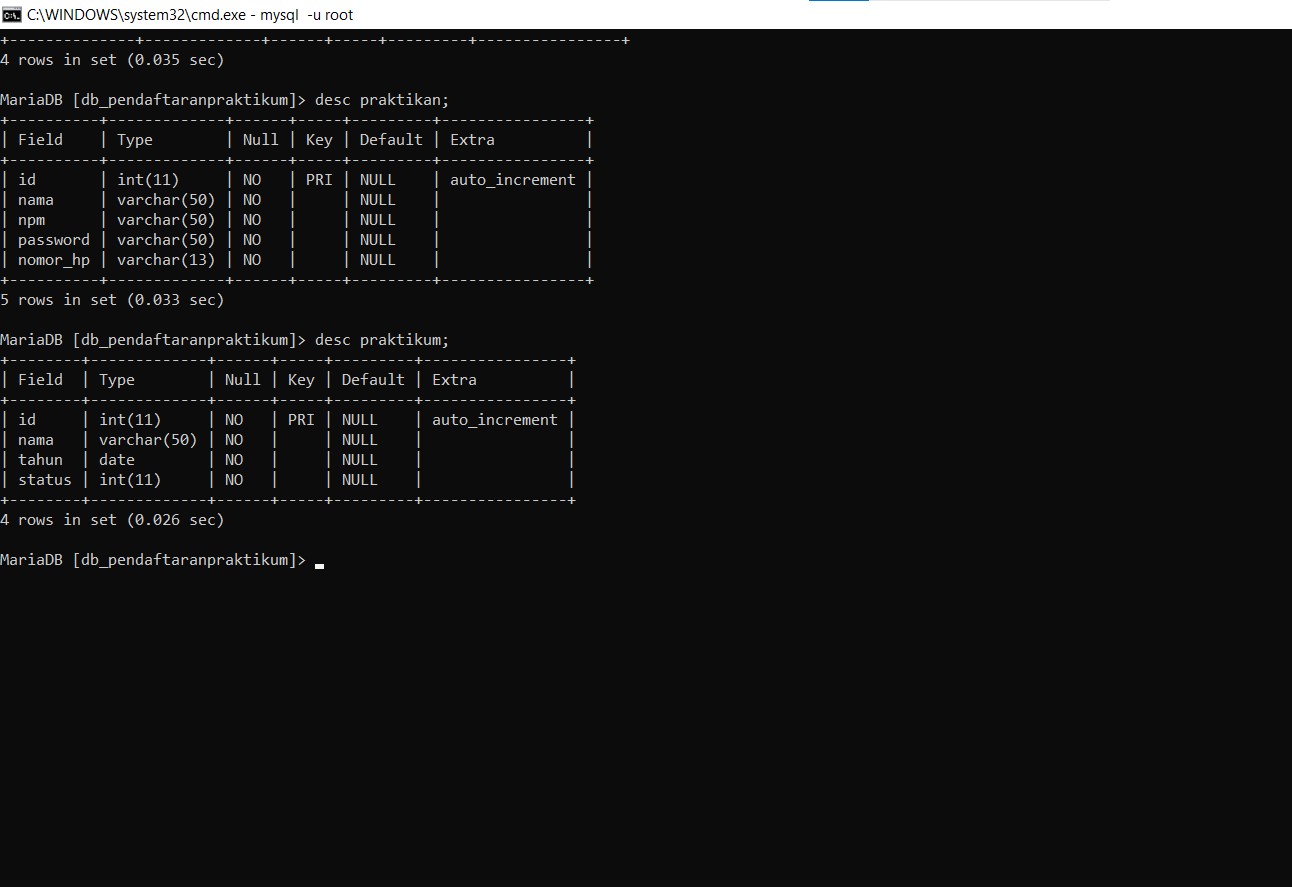 C:\WINDOWS\system32\cmd.exe - mysql  -u root
+--------------+-------------+------+-----+---------+----------------+
4 rows in set (0.035 sec)
MariaDB [db_pendaftaranpraktikum]> desc praktikan;
+----------+-------------+------+-----+---------+----------------+
| Field    | Type        | Null | Key | Default | Extra          |
+----------+-------------+------+-----+---------+----------------+
| id       | int(11)     | NO   | PRI | NULL    | auto_increment |
| nama     | varchar(50) | NO   |     | NULL    |                |
| npm      | varchar(50) | NO   |     | NULL    |                |
| password | varchar(50) | NO   |     | NULL    |                |
| nomor_hp | varchar(13) | NO   |     | NULL    |                |
+----------+-------------+------+-----+---------+----------------+
5 rows in set (0.033 sec)
MariaDB [db_pendaftaranpraktikum]> desc praktikum;
+--------+-------------+------+-----+---------+----------------+
| Field  | Type        | Null | Key | Default | Extra          |
+--------+-------------+------+-----+---------+----------------+
| id     | int(11)     | NO   | PRI | NULL    | auto_increment |
| nama   | varchar(50) | NO   |     | NULL    |                |
| tahun  | date        | NO   |     | NULL    |                |
| status | int(11)     | NO   |     | NULL    |                |
+--------+-------------+------+-----+---------+----------------+
4 rows in set (0.026 sec)
MariaDB [db_pendaftaranpraktikum]>